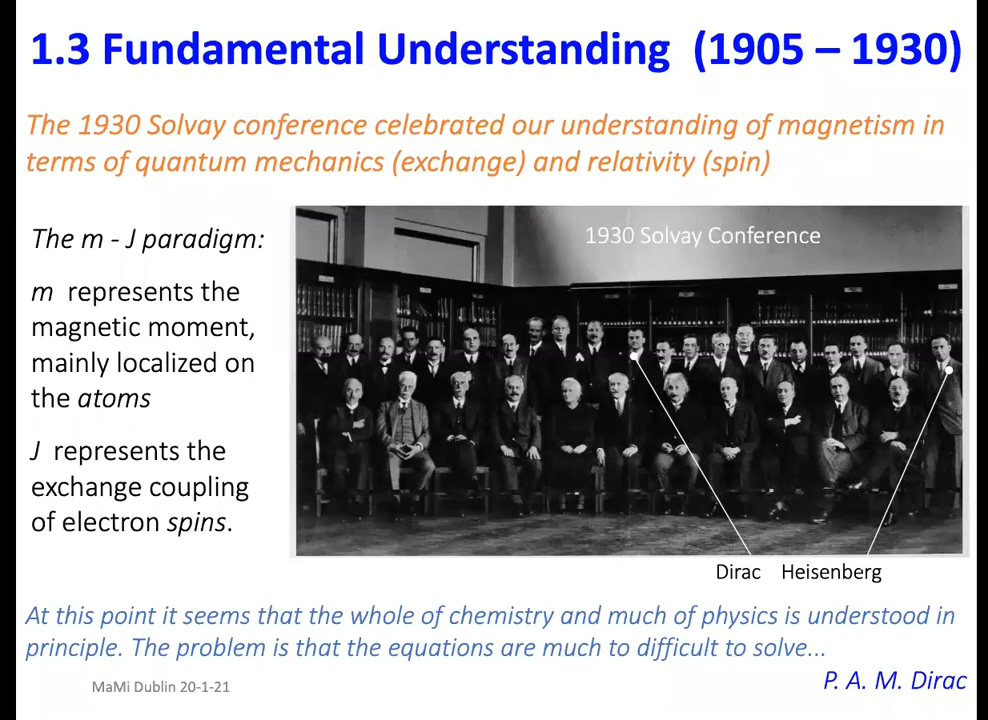 1.3 Fundamental Understanding (1905 – 1930)
The 1930 Solvay conference celebrated our understanding of magnetism in
terms of quantum mechanics (exchange) and relativity (spin)
The m - J paradigm:
m represents the
magnetic moment,
mainly localized on
the atoms
J represents the
exchange coupling
of electron spins.
1930 Solvay Conference
Dirac Heisenberg
At this point it seems that the whole of chemistry and much of physics is understood in
principle. The problem is that the equations are much to difficult to solve...
P. A. M. Dirac
MaMi Dublin 20-1-21